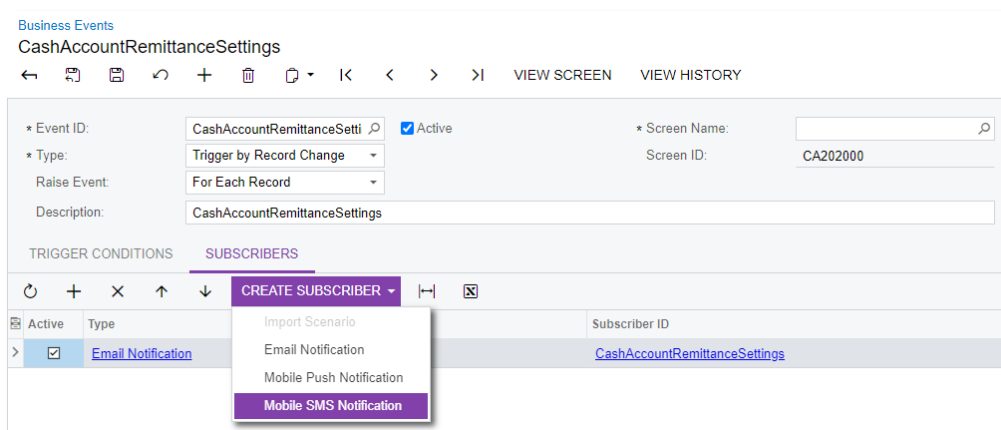 Business Events
CashAccountRemittanceSettings
VIEW SCREEN VIEW HISTORY
* Event ID: CashAccountRemittanceSetti Active * Screen Name:
* Type: Trigger by Record Change Screen ID: CA202000
Raise Event: For Each Record
Description: CashAccountRemittanceSettings
TRIGGER CONDITIONS SUBSCRIBERS
CREATE SUBSCRIBER
Active Type Subscriber ID
Import Scenario
Email Notification CashAccountRemittanceSettings
Email Notification
Mobile Push Notification
Mobile SMS Notification